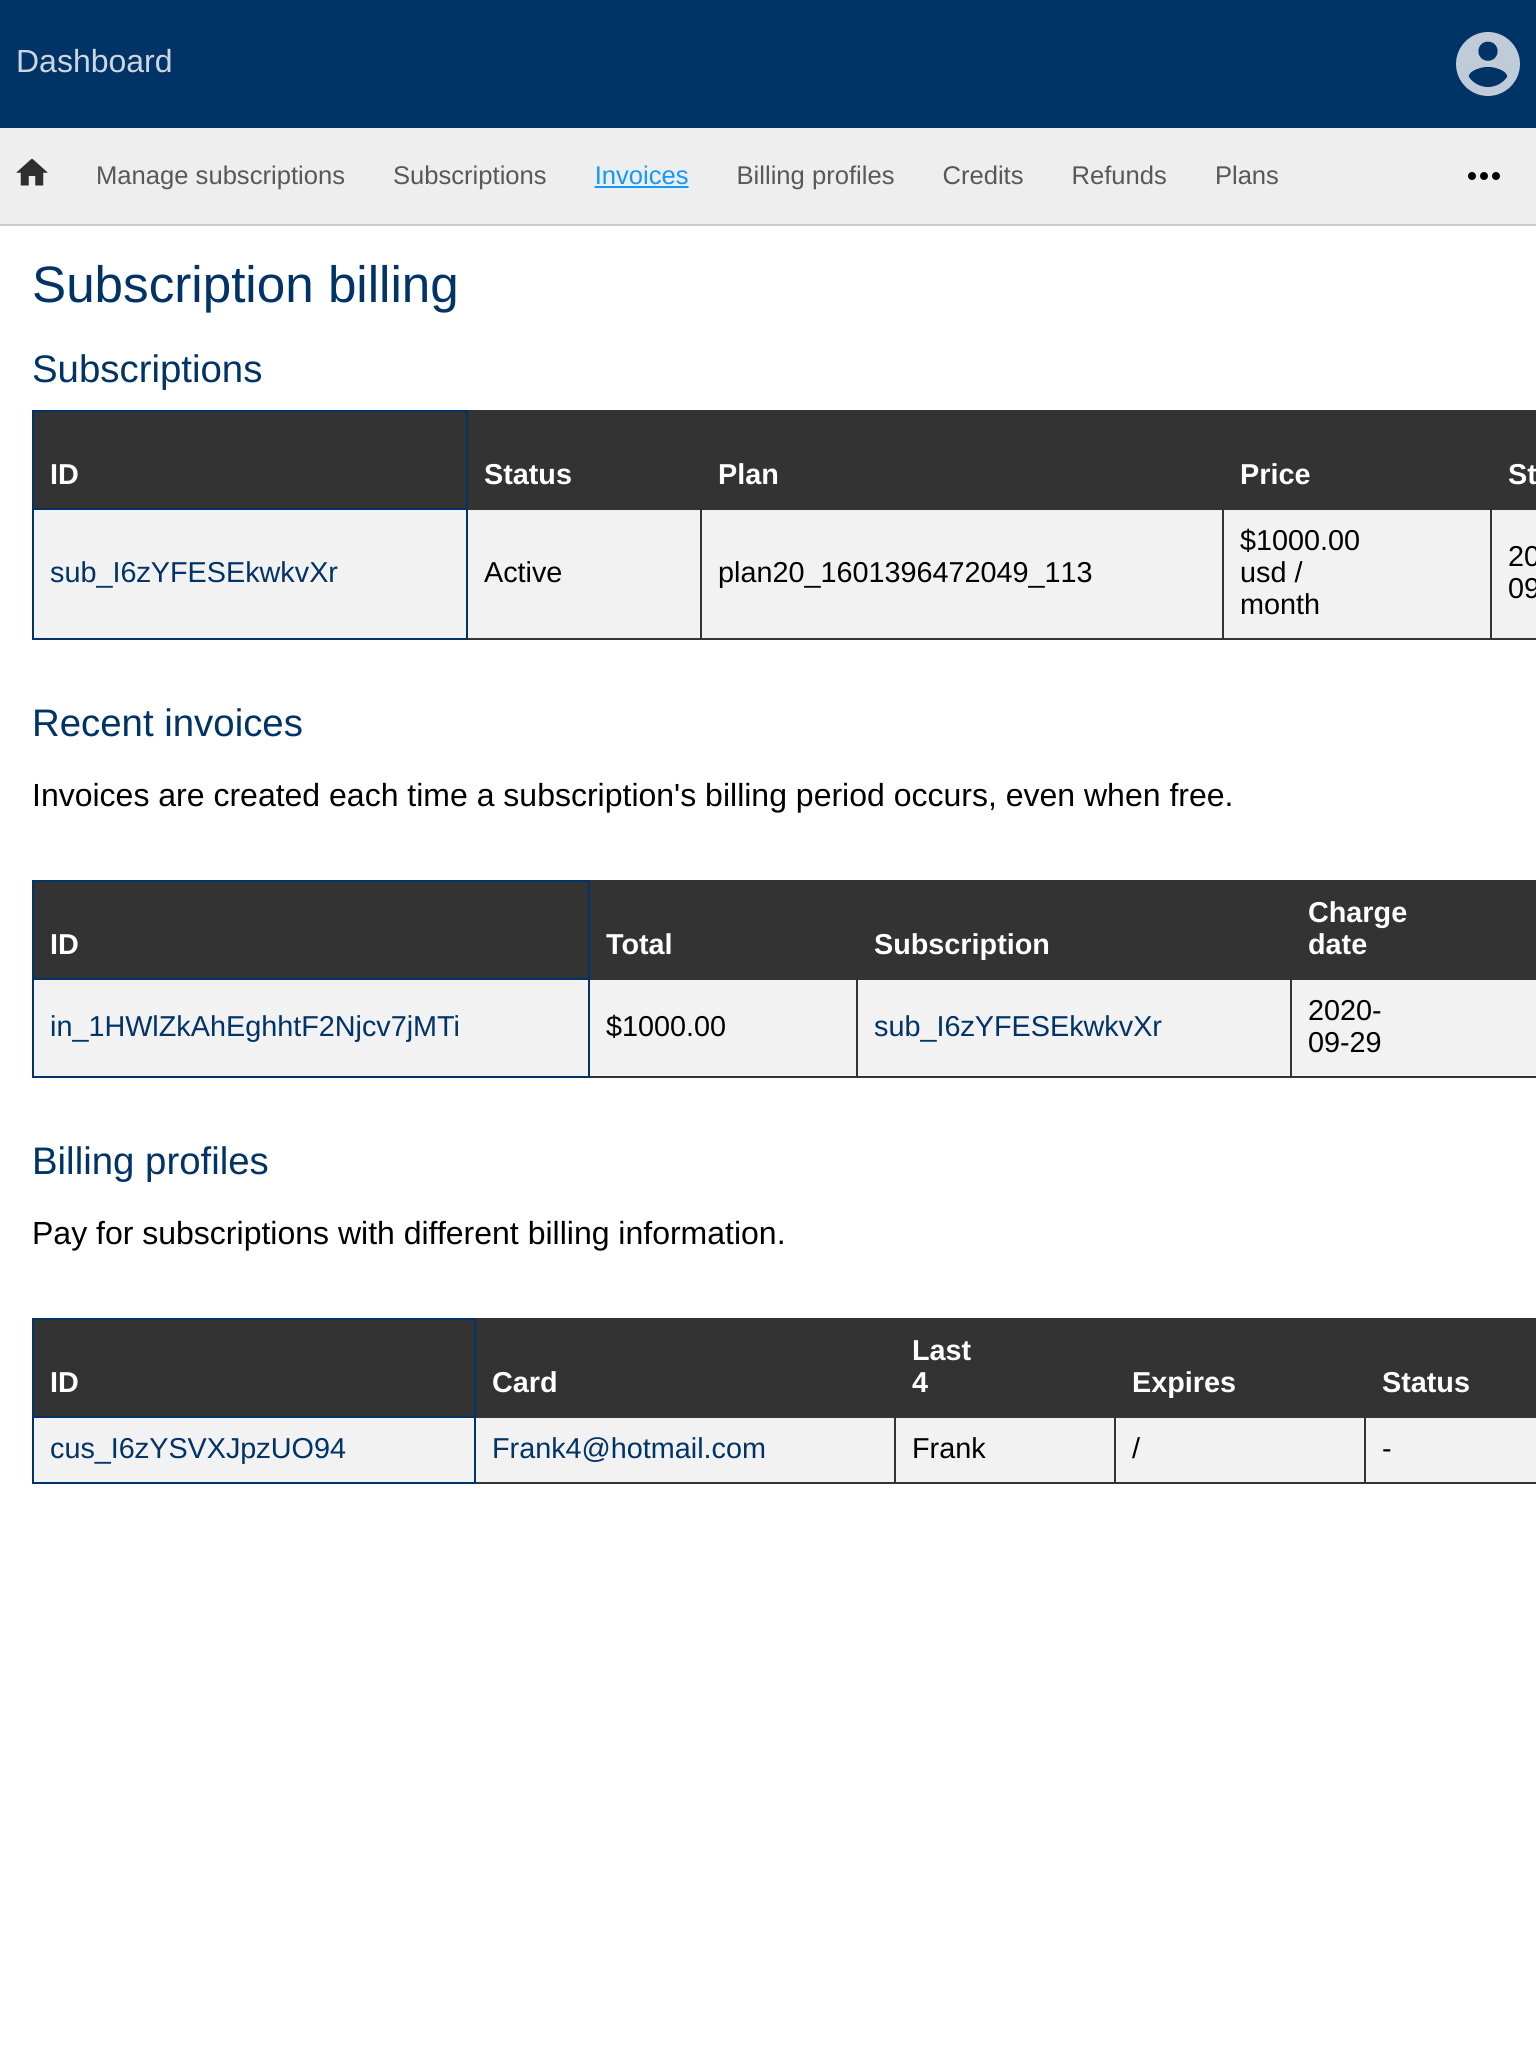 Dashboard
Manage subscriptions Subscriptions Invoices Billing profiles Credits Refunds Plans
Subscription billing
Subscriptions
ID Status Plan Price St
sub_I6zYFESEkwkvXr Active plan20_1601396472049_113 $1000.00 usd / month 20 09
Recent invoices
Invoices are created each time a subscription's billing period occurs, even when free.
ID Total Subscription Charge date
in_1HWlZkAhEghhtF2Njcv7jMTi $1000.00 sub_I6zYFESEkwkvXr 2020-09-29
Billing profiles
Pay for subscriptions with different billing information.
ID Card Last 4 Expires Status
cus_I6zYSVXJpzUO94 Frank4@hotmail.com Frank / -